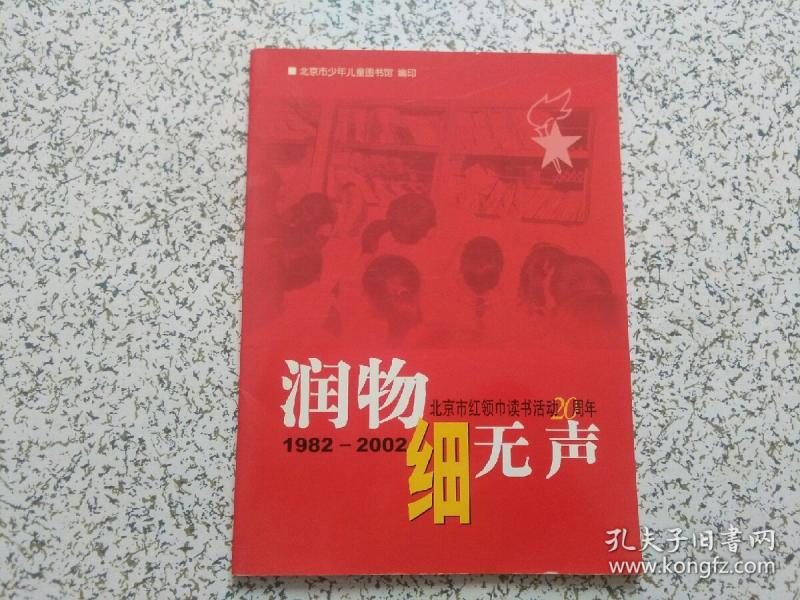 ■ 北京市少年儿童图书馆 编印
润物
北京市红领巾读书活动20周年
1982-2002
细无声
孔夫子旧书网
www.kongfz.com